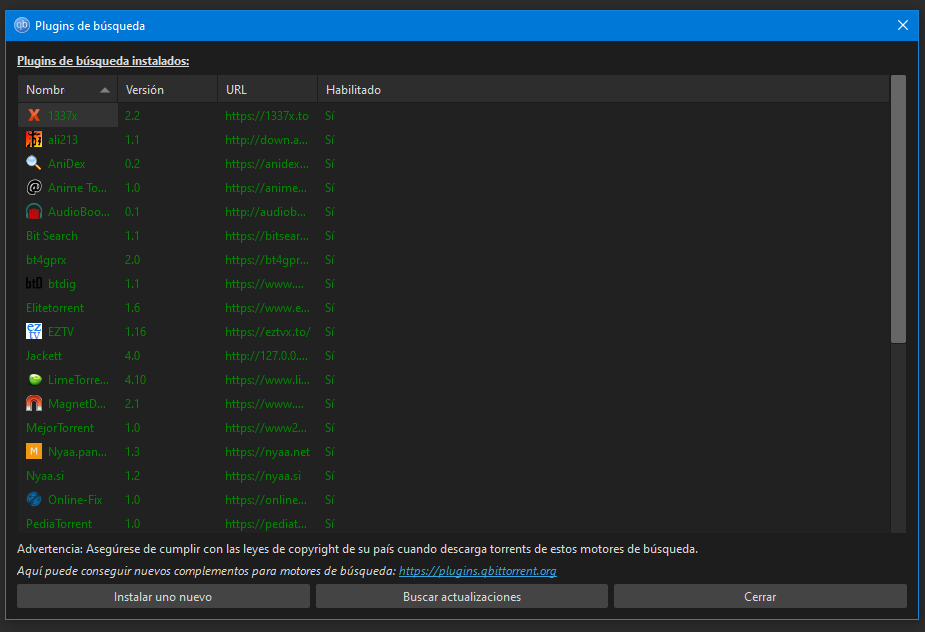 qb Plugins de búsqueda
Plugins de búsqueda instalados:
Nombr Versión URL Habilitado
1337x 2.2 https://1337x.to Sí
ali213 1.1 http://down.a... Sí
AniDex 0.2 https://anidex... Sí
Anime To... 1.0 https://anime... Sí
AudioBoo... 0.1 http://audiob... Sí
Bit Search 1.1 https://bitsear... Sí
bt4gprx 2.0 https://bt4gpr... Sí
btD btdig 1.1 https://www.... Sí
Elitetorrent 1.6 https://www.e... Sí
ez tv EZTV 1.16 https://eztvx.to/ Sí
Jackett 4.0 http://127.0.0.... Sí
LimeTorre... 4.10 https://www.li... Sí
MagnetD... 2.1 https://www.... Sí
MejorTorrent 1.0 https://www2... Sí
M Nyaa.pan... 1.3 https://nyaa.net Sí
Nyaa.si 1.2 https://nyaa.si Sí
Online-Fix 1.0 https://online... Sí
PediaTorrent 1.0 https://pediat... Sí
Advertencia: Asegúrese de cumplir con las leyes de copyright de su país cuando descarga torrents de estos motores de búsqueda.
Aquí puede conseguir nuevos complementos para motores de búsqueda: https://plugins.qbittorrent.org
Instalar uno nuevo Buscar actualizaciones Cerrar